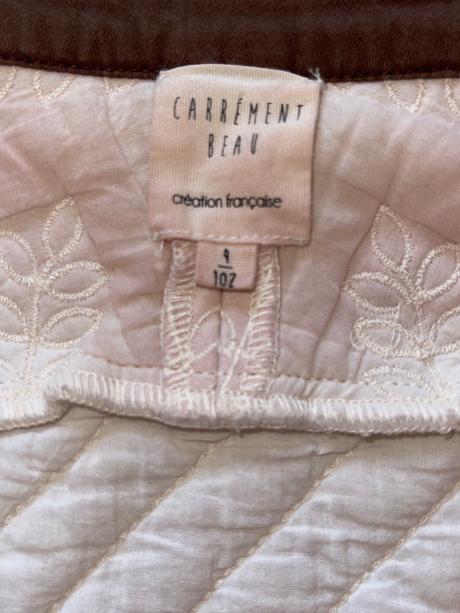 CARRÉMENT
BEAU
création française
4
102